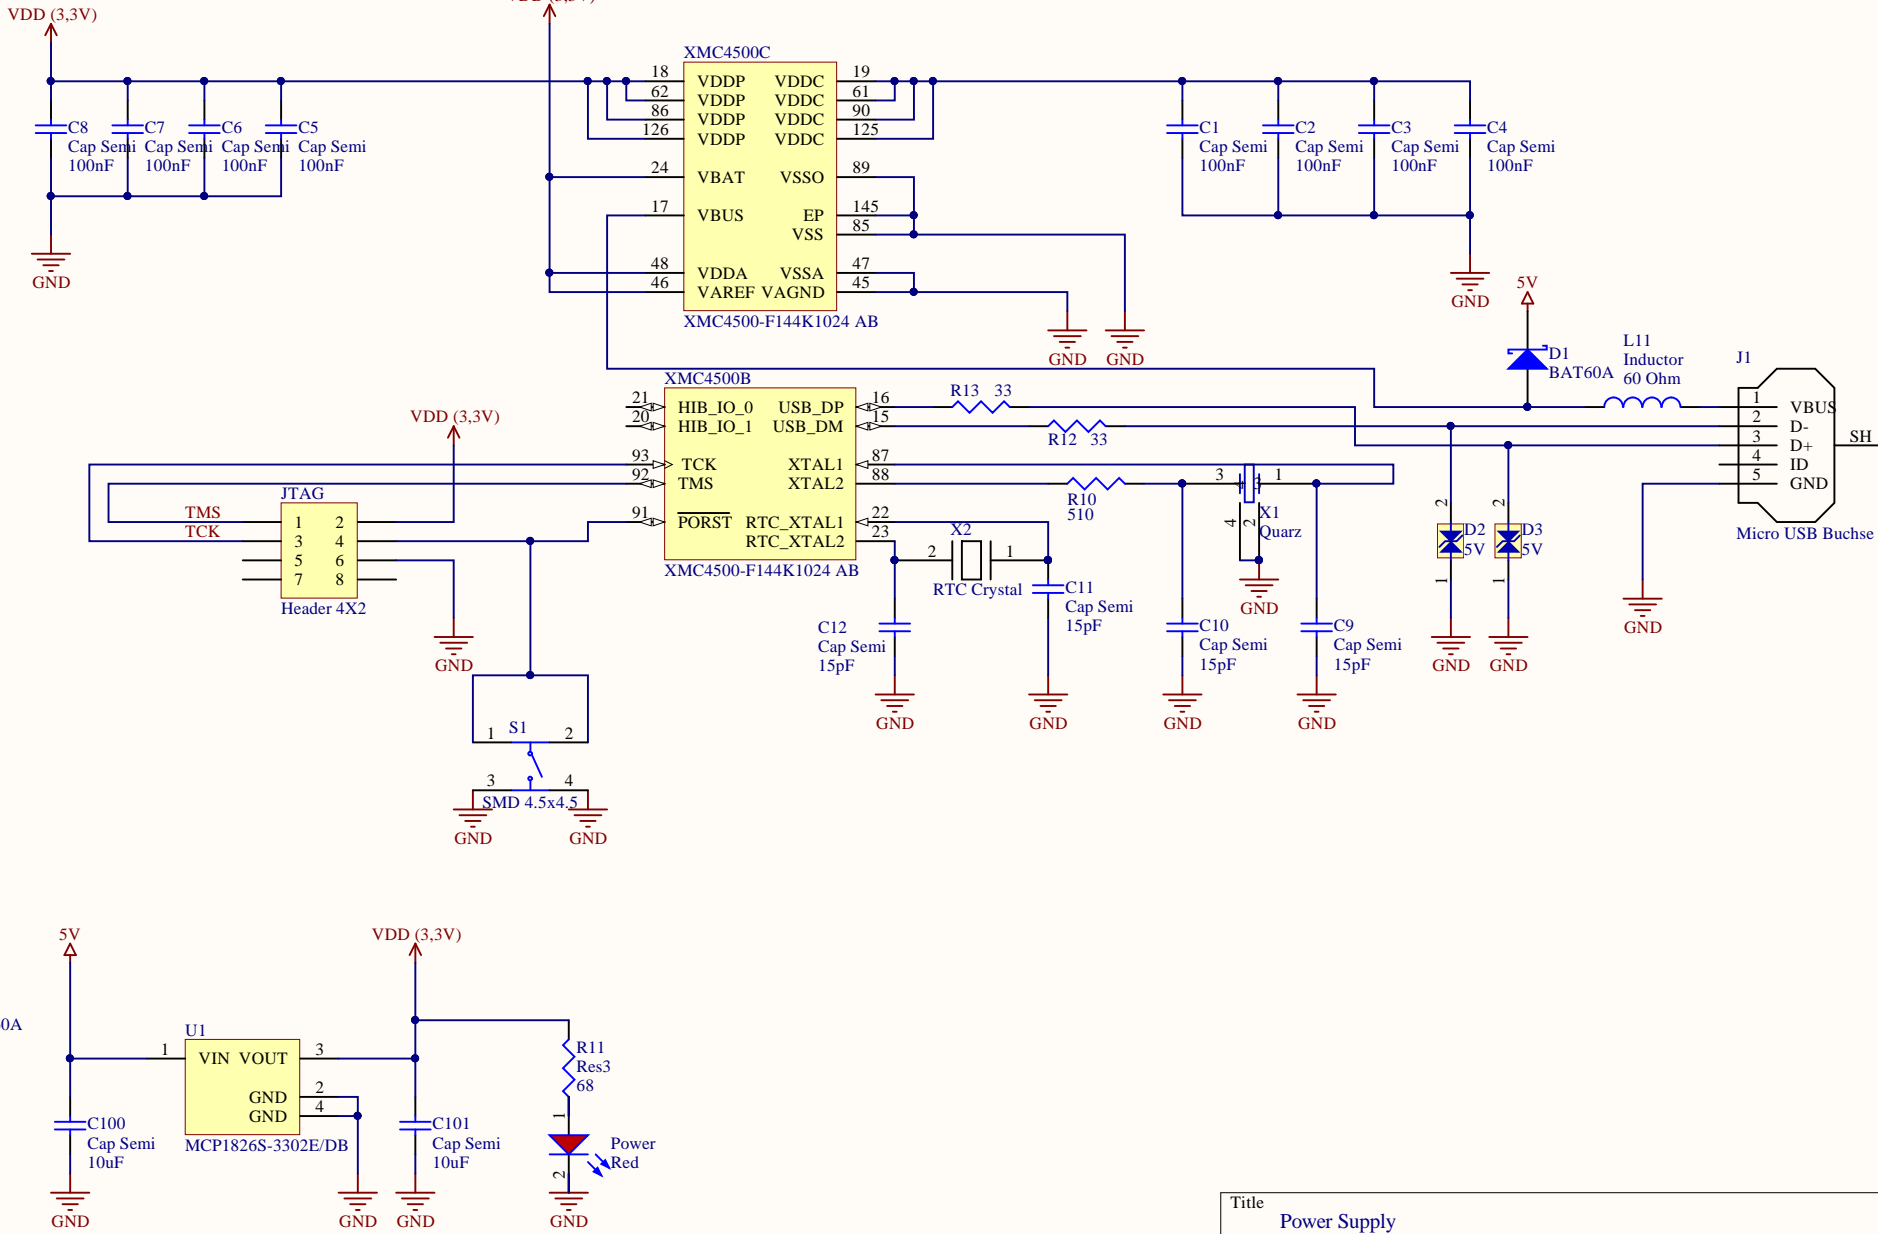 VDD (3,3V)
XMC4500C
18 VDDP VDDC 19
62 VDDP VDDC 61
86 VDDP VDDC 90
126 VDDP VDDC 125
24 VBAT VSSO 89
17 VBUS EP 145
VSS 85
48 VDDA VSSA 47
46 VAREF VAGND 45
XMC4500-F144K1024 AB
C8
Cap Semi
100nF
C7
Cap Semi
100nF
C6
Cap Semi
100nF
C5
Cap Semi
100nF
GND
C1
Cap Semi
100nF
C2
Cap Semi
100nF
C3
Cap Semi
100nF
C4
Cap Semi
100nF
GND
GND
GND
5V
D1
BAT60A
L11
Inductor
60 Ohm
J1
1 VBUS
2 D-
3 D+
4 ID
5 GND
SH
Micro USB Buchse
GND
XMC4500B
21 HIB_IO_0 USB_DP 16
20 HIB_IO_1 USB_DM 15
93 TCK XTAL1 87
92 TMS XTAL2 88
91 PORST RTC_XTAL1 22
RTC_XTAL2 23
XMC4500-F144K1024 AB
R13 33
R12 33
R10
510
3 1
4 2
X1
Quarz
GND
X2
2 1
RTC Crystal
C11
Cap Semi
15pF
C12
Cap Semi
15pF
C10
Cap Semi
15pF
C9
Cap Semi
15pF
GND
GND
GND
GND
2
D2
5V
1
GND
2
D3
5V
1
GND
VDD (3,3V)
JTAG
TMS 1 2
TCK 3 4
5 6
7 8
Header 4X2
GND
S1
1 2
3 4
SMD 4.5x4.5
GND
GND
5V
VDD (3,3V)
0A
U1
1 VIN VOUT 3
GND 2
GND 4
MCP1826S-3302E/DB
C100
Cap Semi
10uF
C101
Cap Semi
10uF
R11
Res3
68
1
Power
Red
2
GND
GND
GND
GND
Title
Power Supply